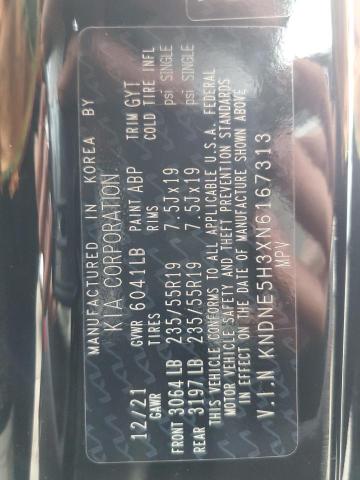 MANUFACTURED IN KOREA BY
KIA CORPORATION
12/21 GVWR 6041LB PAINT ABP TRIM GYT
GAWR TIRES RIMS COLD TIRE INFL
FRONT 3064 LB 235/55R19 7.5Jx19 psi SINGLE
REAR 3197 LB 235/55R19 7.5Jx19 psi SINGLE
THIS VEHICLE CONFORMS TO ALL APPLICABLE U.S.A. FEDERAL
MOTOR VEHICLE SAFETY AND THEFT PREVENTION STANDARDS
IN EFFECT ON THE DATE OF MANUFACTURE SHOWN ABOVE
V.I.N KNDNE5H3XN6167313
MPV